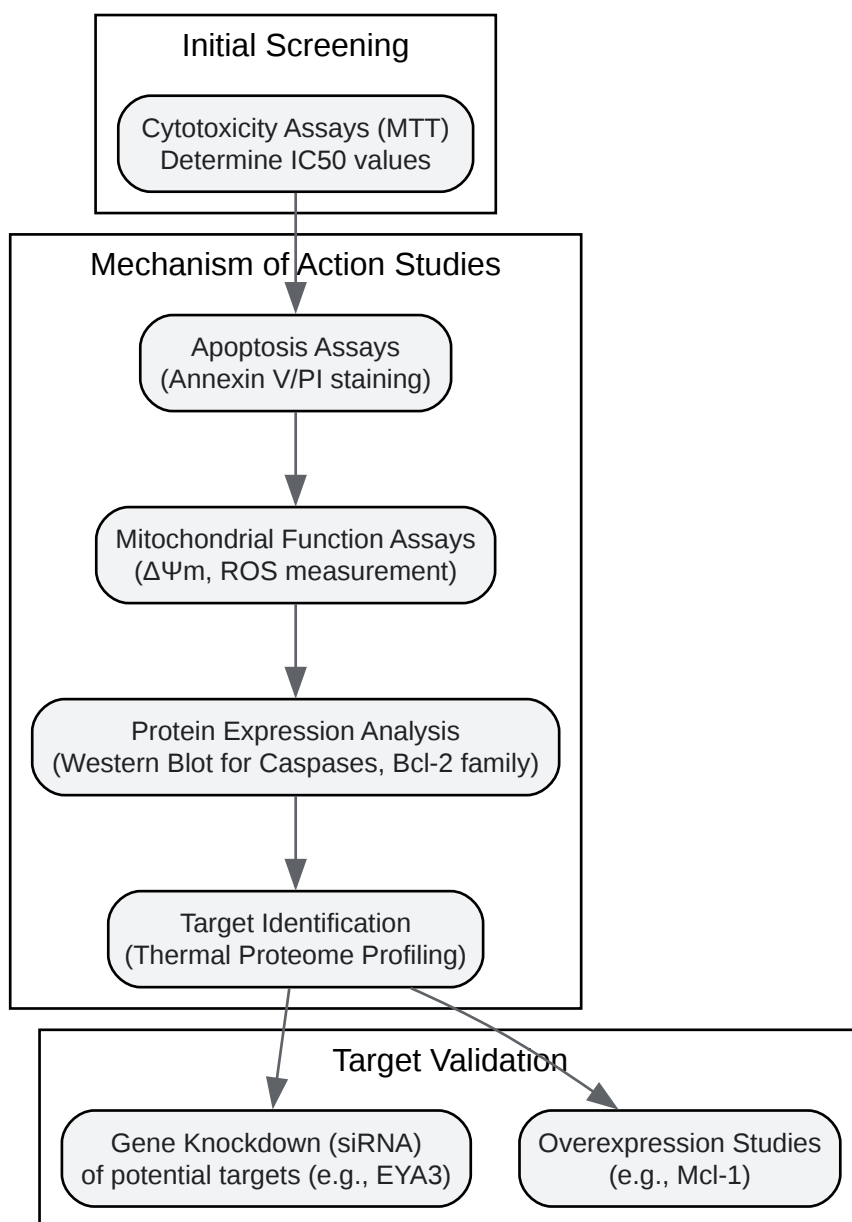 Initial Screening
Cytotoxicity Assays (MTT)
Determine IC50 values
Mechanism of Action Studies
Apoptosis Assays
(Annexin V/PI staining)
Mitochondrial Function Assays
(ΔΨm, ROS measurement)
Protein Expression Analysis
(Western Blot for Caspases, Bcl-2 family)
Target Identification
(Thermal Proteome Profiling)
Target Validation
Gene Knockdown (siRNA)
of potential targets (e.g., EYA3)
Overexpression Studies
(e.g., Mcl-1)